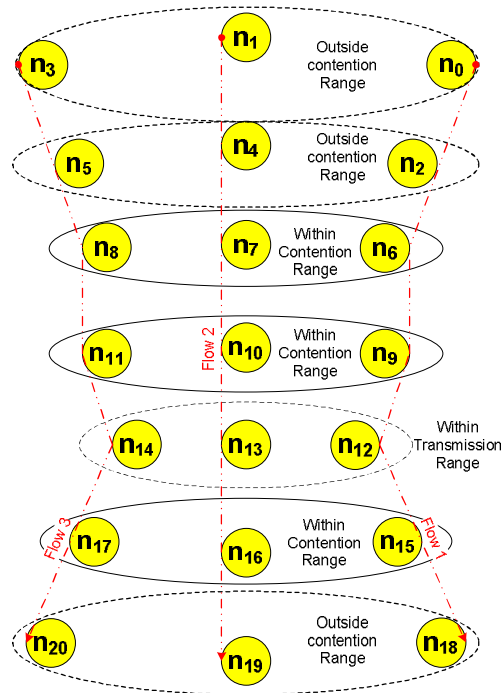 n3
n1
Outside
contention
Range
n0
n5
n4
Outside
contention
Range
n2
n8
n7
Within
Contention
Range
n6
n11
Flow 2
n10
Within
Contention
Range
n9
n14
n13
n12
Within
Transmission
Range
n17
Flow 3
n16
Within
Contention
Range
n15
Flow 1
n20
n19
Outside
contention
Range
n18